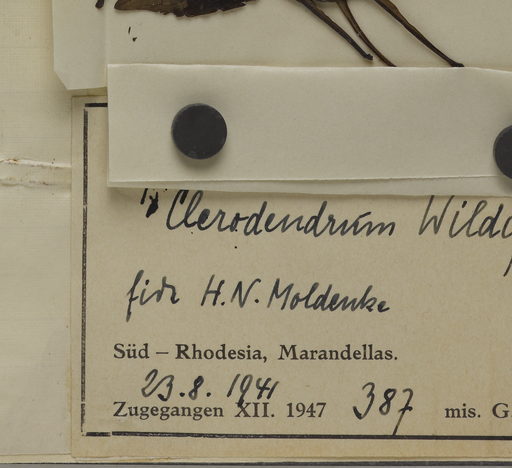 Clerodendrum Wild
fide H. N. Moldenke
Süd – Rhodesia, Marandellas.
23.8. 1941
Zugegangen XII. 1947 387 mis. G.